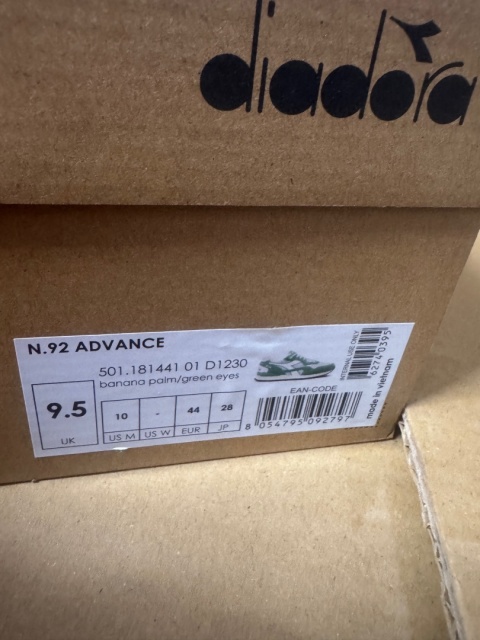 diadora
N.92 ADVANCE
501.181441 01 D1230
banana palm/green eyes
9.5
UK
10
US M
-
US W
44
EUR
28
JP
EAN-CODE
8 054795 092797
INTERNAL USE ONLY
62740395
made in vietnam